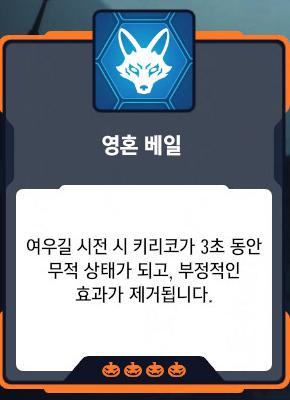 영혼 베일
여우길 시전 시 키리코가 3초 동안
무적 상태가 되고, 부정적인
효과가 제거됩니다.